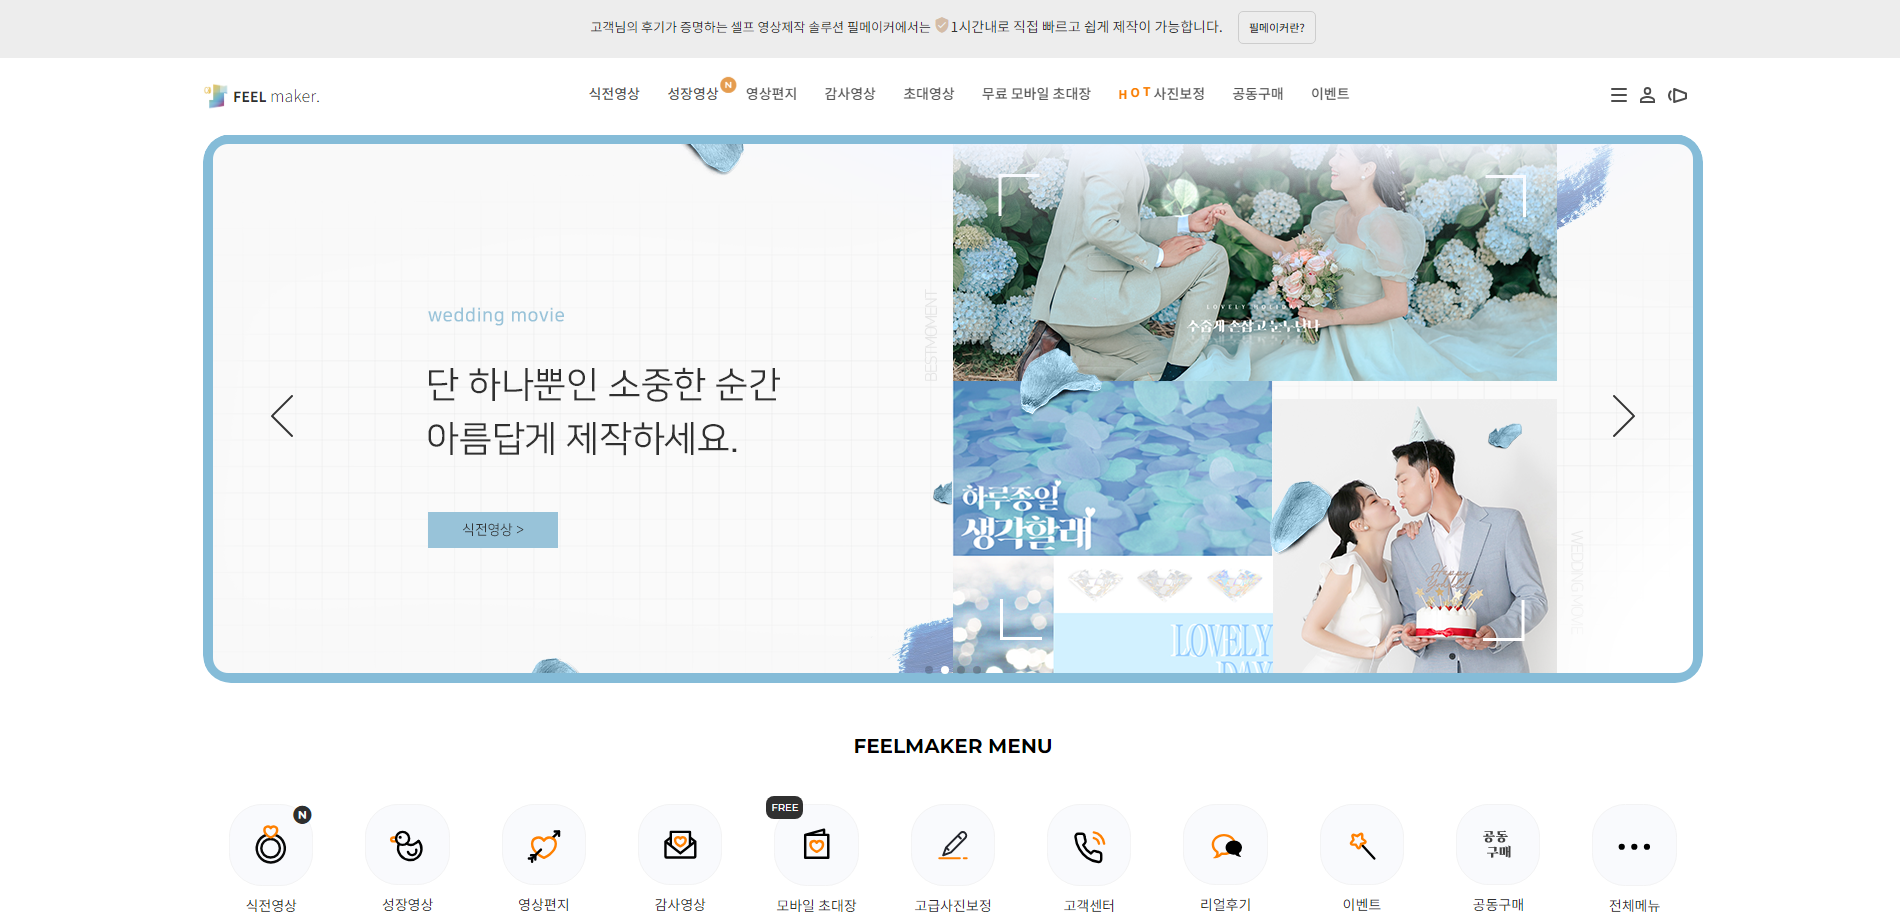 고객님의 후기가 증명하는 셀프 영상제작 솔루션 필메이커에서는 1시간내로 직접 빠르고 쉽게 제작이 가능합니다.
필메이커란?
FEEL maker.
식전영상
성장영상
N
영상편지
감사영상
초대영상
무료 모바일 초대장
HOT 사진보정
공동구매
이벤트
wedding movie
단 하나뿐인 소중한 순간
아름답게 제작하세요.
식전영상 >
BEST MOMENT
수줍게 손잡고 눈누난나
하루종일
생각할래
LOVELY
DAY
Happy
WEDDING MOVIE
FEELMAKER MENU
N
FREE
공동
구매
식전영상
성장영상
영상편지
감사영상
모바일 초대장
고급사진보정
고객센터
리얼후기
이벤트
공동구매
전체메뉴